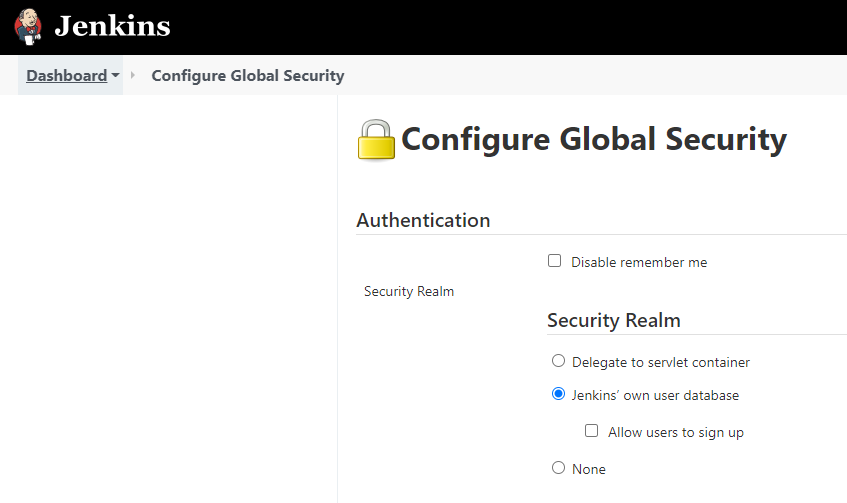 Jenkins
Dashboard Configure Global Security
Configure Global Security
Authentication
Disable remember me
Security Realm
Security Realm
Delegate to servlet container
Jenkins’ own user database
Allow users to sign up
None